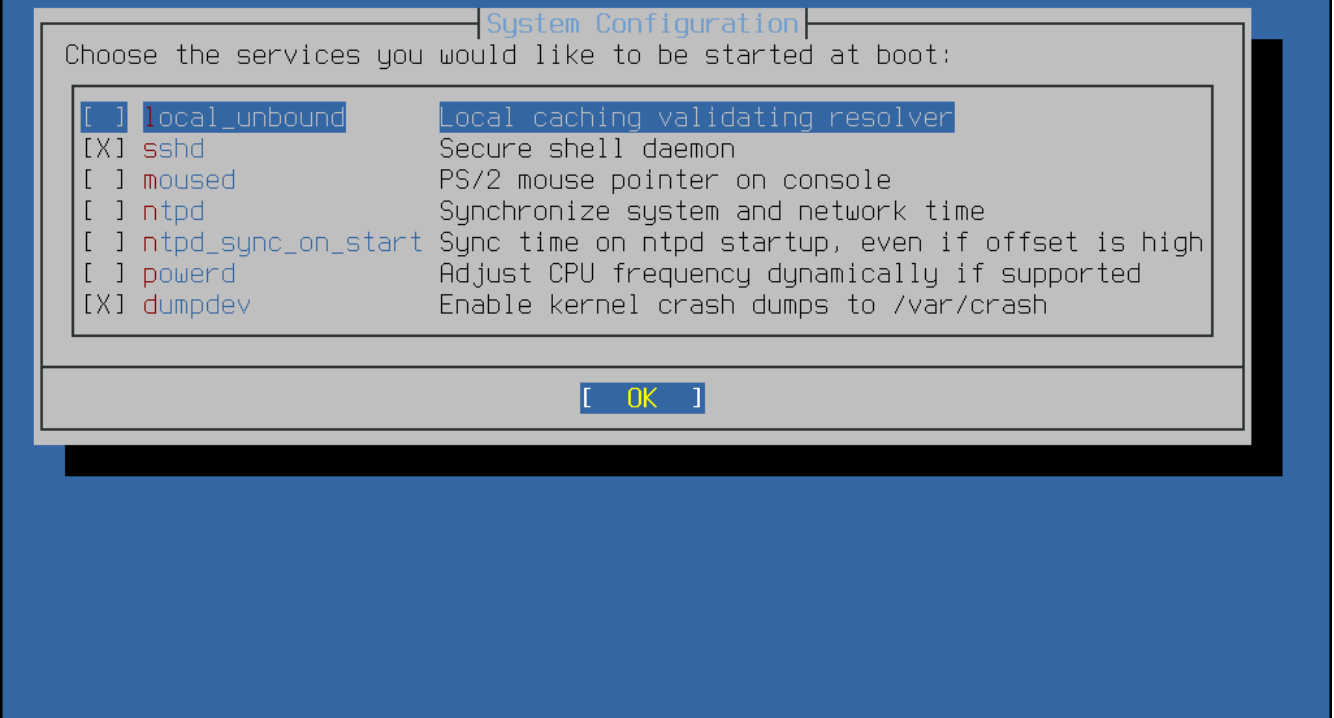 System Configuration
Choose the services you would like to be started at boot:
[ ] local_unbound Local caching validating resolver
[X] sshd Secure shell daemon
[ ] moused PS/2 mouse pointer on console
[ ] ntpd Synchronize system and network time
[ ] ntpd_sync_on_start Sync time on ntpd startup, even if offset is high
[ ] powerd Adjust CPU frequency dynamically if supported
[X] dumpdev Enable kernel crash dumps to /var/crash
[ OK ]